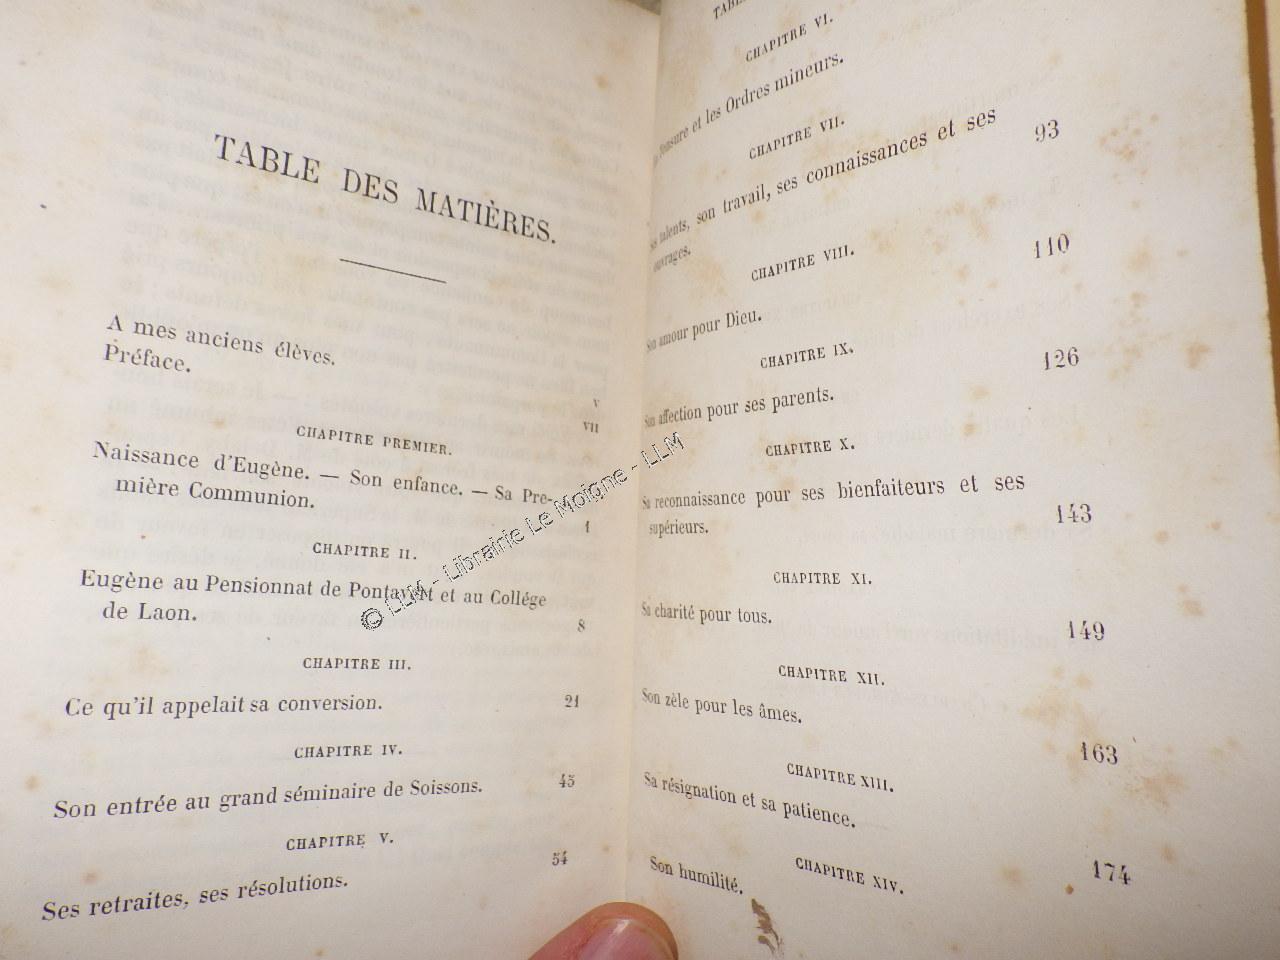 TABLE DES MATIÈRES.
A mes anciens élèves.
v
Préface.
VII
CHAPITRE PREMIER.
Naissance d'Eugène. — Son enfance. — Sa Pre-
mière Communion.
1
CHAPITRE II.
Eugène au Pensionnat de Pontavert et au Collége
de Laon.
8
CHAPITRE III.
Ce qu'il appelait sa conversion.
21
CHAPITRE IV.
Son entrée au grand séminaire de Soissons.
45
CHAPITRE V.
Ses retraites, ses résolutions.
54
CHAPITRE VI.
tonsure et les Ordres mineurs.
93
CHAPITRE VII.
Ses talents, son travail, ses connaissances et ses
ouvrages.
110
CHAPITRE VIII.
Son amour pour Dieu.
126
CHAPITRE IX.
Son affection pour ses parents.
CHAPITRE X.
Sa reconnaissance pour ses bienfaiteurs et ses
supérieurs.
143
CHAPITRE XI.
Sa charité pour tous.
149
CHAPITRE XII.
Son zèle pour les âmes.
163
CHAPITRE XIII.
Sa résignation et sa patience.
174
CHAPITRE XIV.
Son humilité.
© LLM - Librairie Le Moigne - LLM